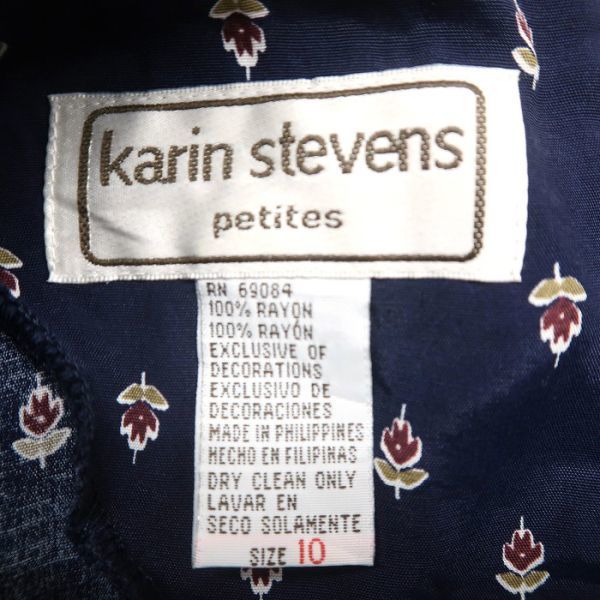 karin stevens
petites
RN 69084
100% RAYON
100% RAYÓN
EXCLUSIVE OF
DECORATIONS
EXCLUSIVO DE
DECORACIONES
MADE IN PHILIPPINES
HECHO EN FILIPINAS
DRY CLEAN ONLY
LAVAR EN
SECO SOLAMENTE
SIZE 10